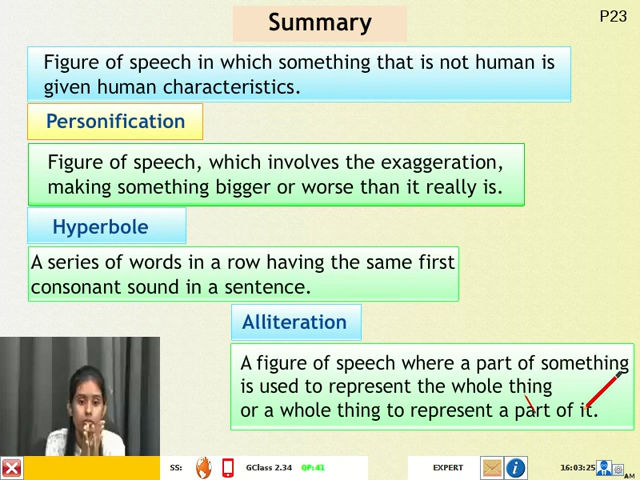 Summary
P23
Figure of speech in which something that is not human is
given human characteristics.
Personification
Figure of speech, which involves the exaggeration,
making something bigger or worse than it really is.
Hyperbole
A series of words in a row having the same first
consonant sound in a sentence.
Alliteration
A figure of speech where a part of something
is used to represent the whole thing
or a whole thing to represent a part of it.
SS:
GClass 2.34
QP:41
EXPERT
16:03:25
AM